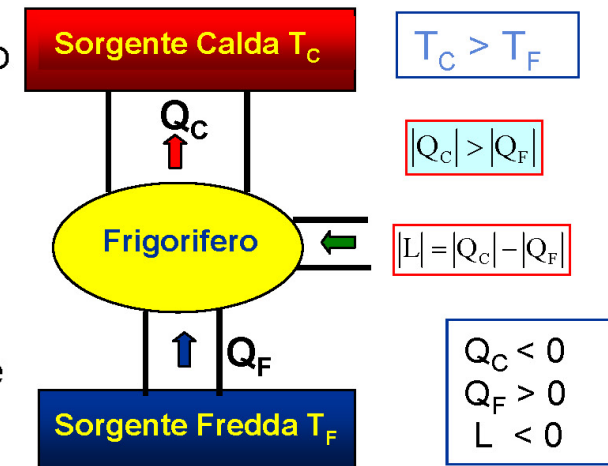 o
Sorgente Calda T_C
T_C > T_F
Q_C
|Q_C| > |Q_F|
Frigorifero
|L| = |Q_C| − |Q_F|
Q_F
e
Q_C < 0
Q_F > 0
L < 0
Sorgente Fredda T_F